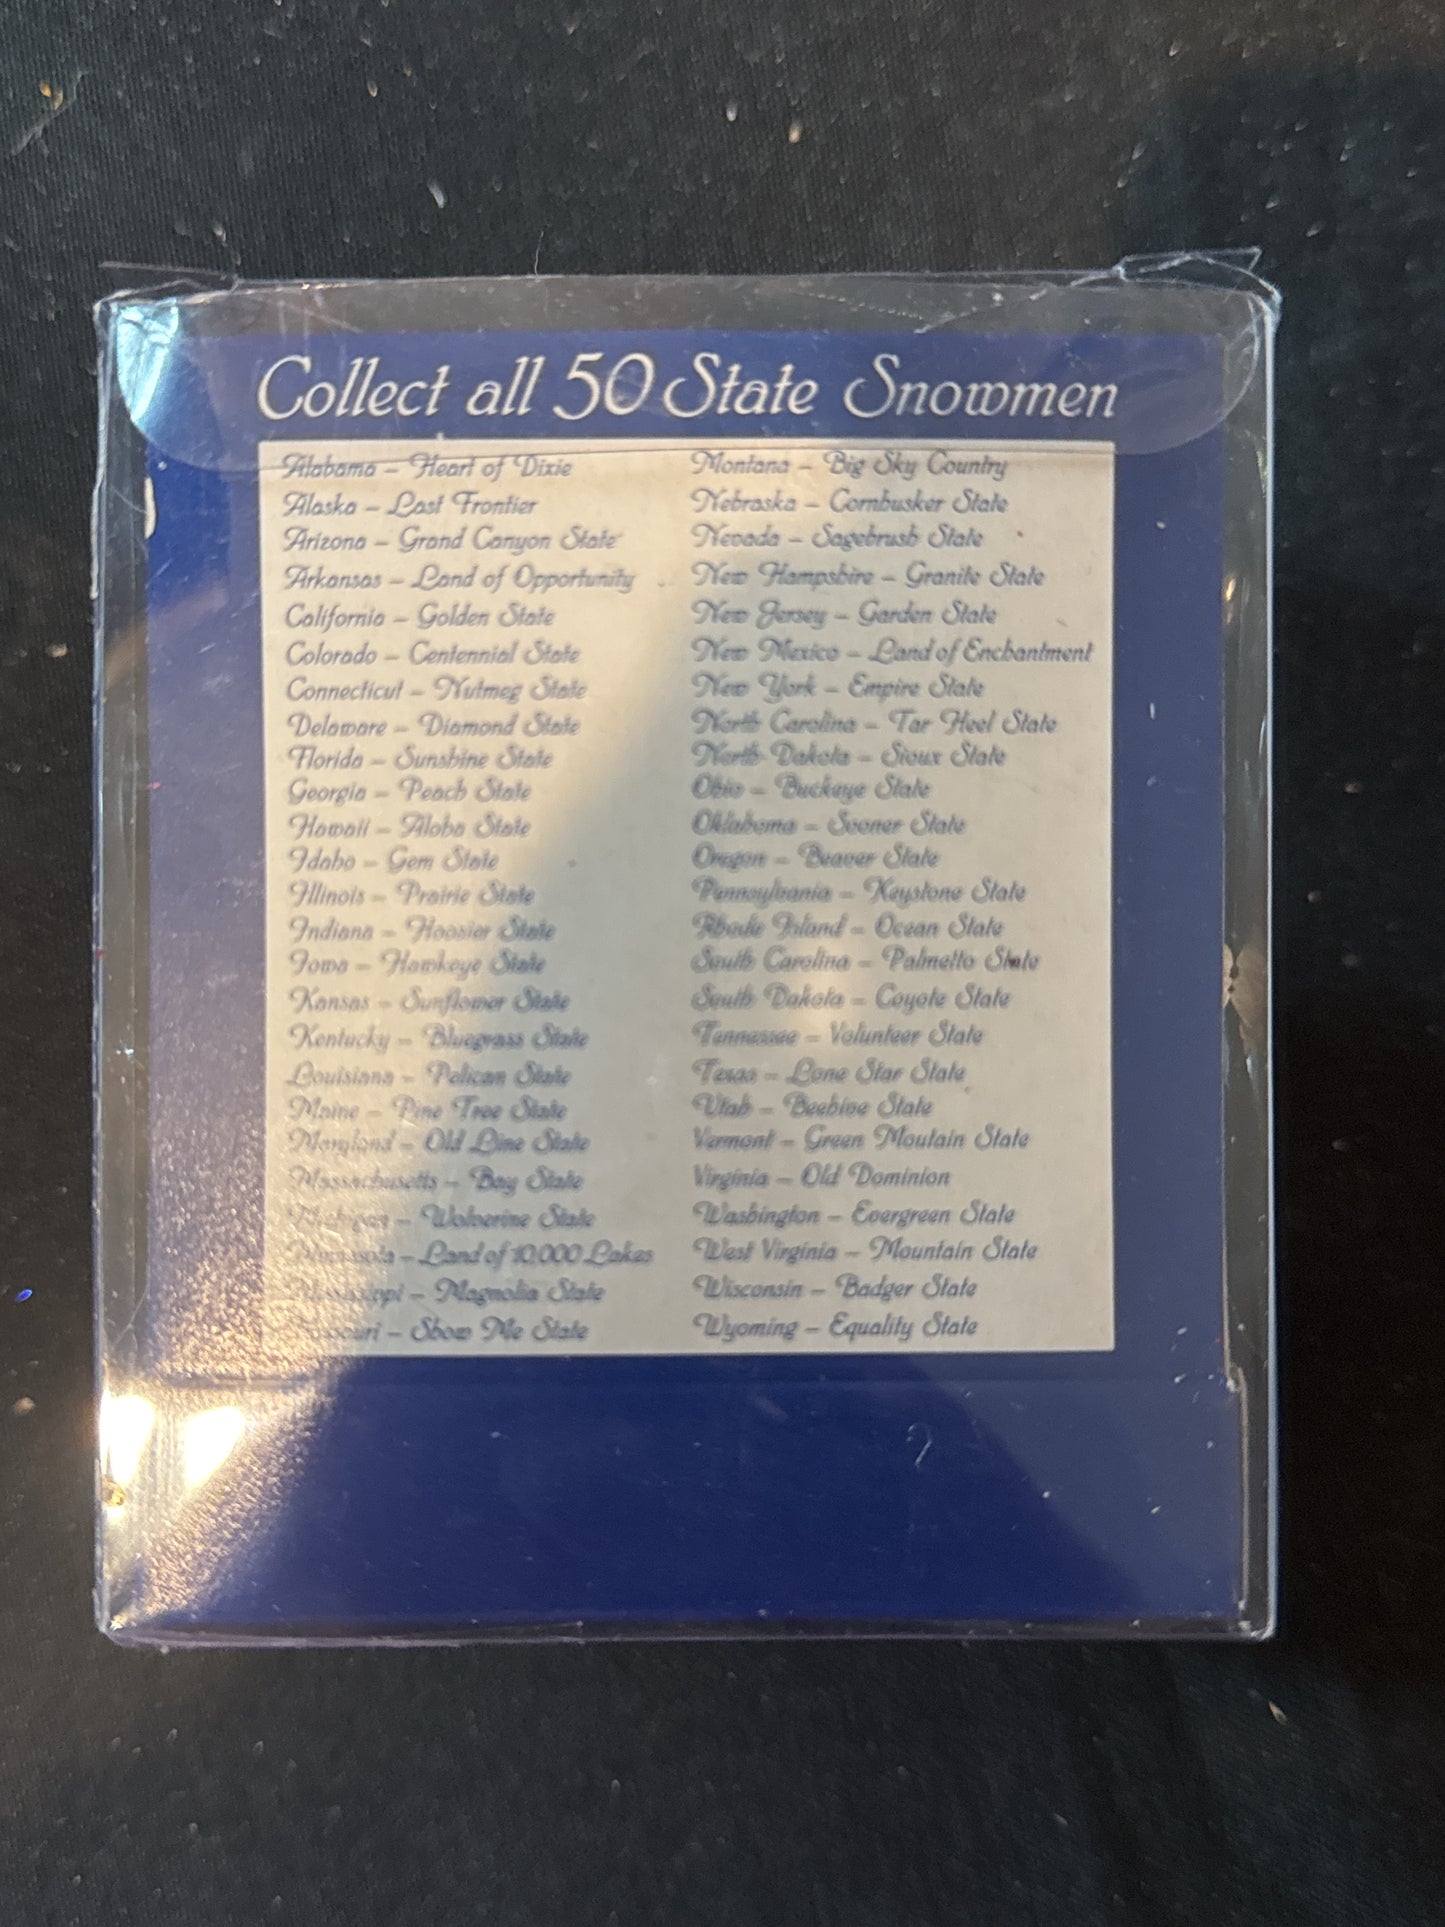 Collect all 50 State Snowmen
Alabama – Heart of Dixie
Alaska – Last Frontier
Arizona – Grand Canyon State
Arkansas – Land of Opportunity
California – Golden State
Colorado – Centennial State
Connecticut – Nutmeg State
Delaware – Diamond State
Florida – Sunshine State
Georgia – Peach State
Hawaii – Aloha State
Idaho – Gem State
Illinois – Prairie State
Indiana – Hoosier State
Iowa – Hawkeye State
Kansas – Sunflower State
Kentucky – Bluegrass State
Louisiana – Pelican State
Maine – Pine Tree State
Maryland – Old Line State
Massachusetts – Bay State
Michigan – Wolverine State
Minnesota – Land of 10,000 Lakes
Mississippi – Magnolia State
Missouri – Show Me State
Montana – Big Sky Country
Nebraska – Cornhusker State
Nevada – Sagebrush State
New Hampshire – Granite State
New Jersey – Garden State
New Mexico – Land of Enchantment
New York – Empire State
North Carolina – Tar Heel State
North Dakota – Sioux State
Ohio – Buckeye State
Oklahoma – Sooner State
Oregon – Beaver State
Pennsylvania – Keystone State
Rhode Island – Ocean State
South Carolina – Palmetto State
South Dakota – Coyote State
Tennessee – Volunteer State
Texas – Lone Star State
Utah – Beehive State
Vermont – Green Moutain State
Virginia – Old Dominion
Washington – Evergreen State
West Virginia – Mountain State
Wisconsin – Badger State
Wyoming – Equality State